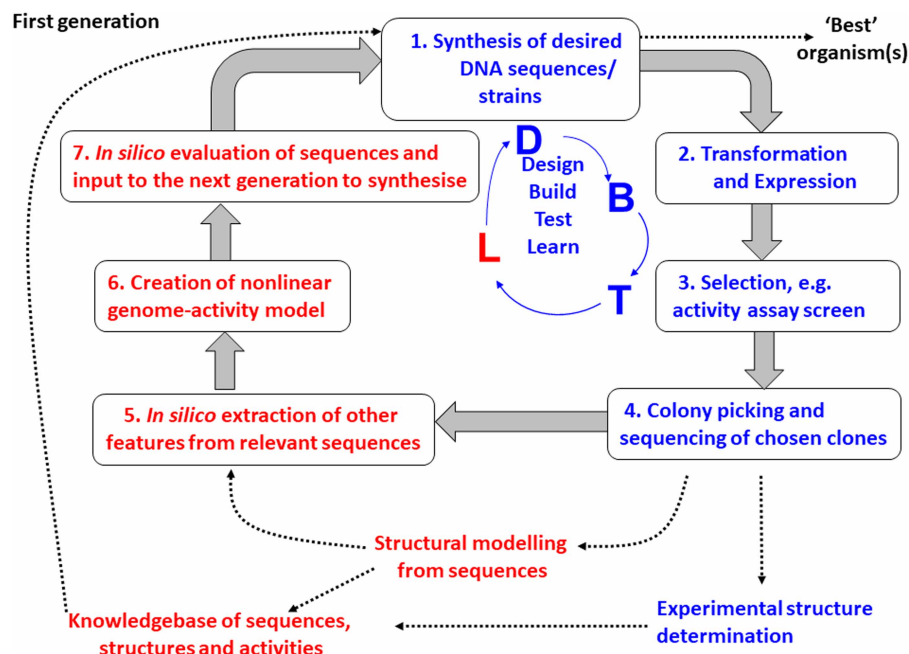 First generation
1. Synthesis of desired
DNA sequences/
strains
‘Best’
organism(s)
7. In silico evaluation of sequences and
input to the next generation to synthesise
D
Design
Build
Test
Learn
B
L
T
2. Transformation
and Expression
6. Creation of nonlinear
genome-activity model
3. Selection, e.g.
activity assay screen
5. In silico extraction of other
features from relevant sequences
4. Colony picking and
sequencing of chosen clones
Structural modelling
from sequences
Knowledgebase of sequences,
structures and activities
Experimental structure
determination